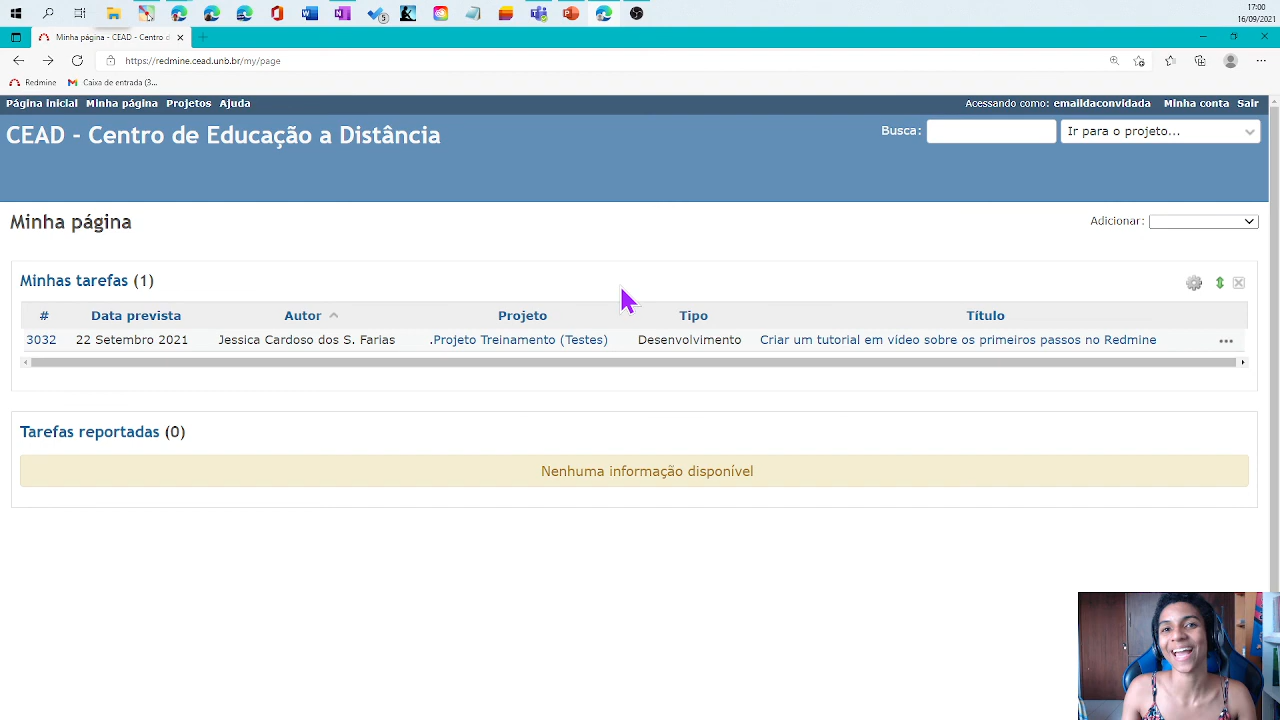 17:00
16/09/2021
Minha página - CEAD - Centro d
https://redmine.cead.unb.br/my/page
Redmine Caixa de entrada (3...
Página inicial Minha página Projetos Ajuda Acessando como: emaildaconvidada Minha conta Sair
CEAD - Centro de Educação a Distância Busca: Ir para o projeto...
Minha página Adicionar:
Minhas tarefas (1)
# Data prevista Autor Projeto Tipo Título
3032 22 Setembro 2021 Jessica Cardoso dos S. Farias .Projeto Treinamento (Testes) Desenvolvimento Criar um tutorial em vídeo sobre os primeiros passos no Redmine
Tarefas reportadas (0)
Nenhuma informação disponível